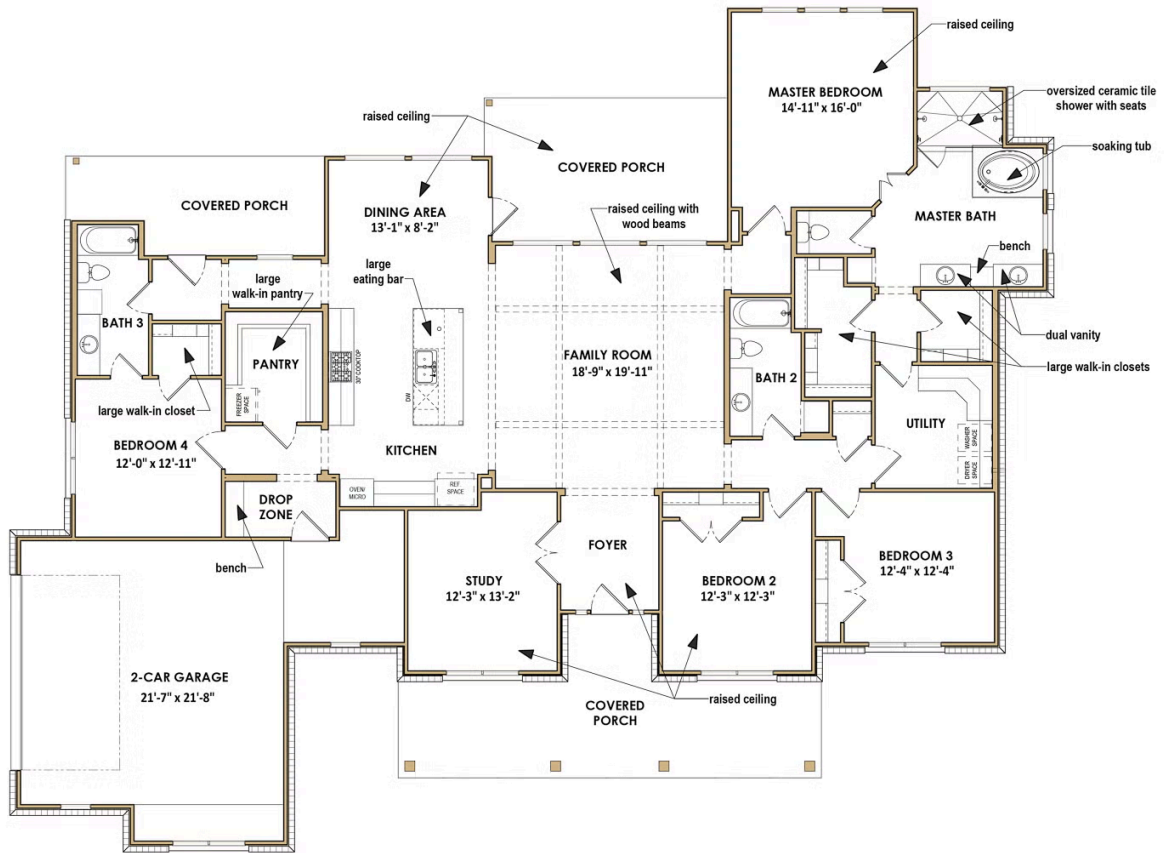 raised ceiling
MASTER BEDROOM
14'-11" x 16'-0"
oversized ceramic tile
shower with seats
raised ceiling
soaking tub
COVERED PORCH
COVERED PORCH
DINING AREA
13'-1" x 8'-2"
raised ceiling with
wood beams
MASTER BATH
bench
large
walk-in pantry
large
eating bar
BATH 3
dual vanity
PANTRY
30" COOKTOP
FAMILY ROOM
18'-9" x 19'-11"
BATH 2
large walk-in closets
FREEZER
SPACE
DW
large walk-in closet
BEDROOM 4
12'-0" x 12'-11"
KITCHEN
UTILITY
WASHER
SPACE
DRYER
SPACE
OVEN/
MICRO
REF.
SPACE
DROP
ZONE
bench
FOYER
STUDY
12'-3" x 13'-2"
BEDROOM 2
12'-3" x 12'-3"
BEDROOM 3
12'-4" x 12'-4"
2-CAR GARAGE
21'-7" x 21'-8"
COVERED
PORCH
raised ceiling